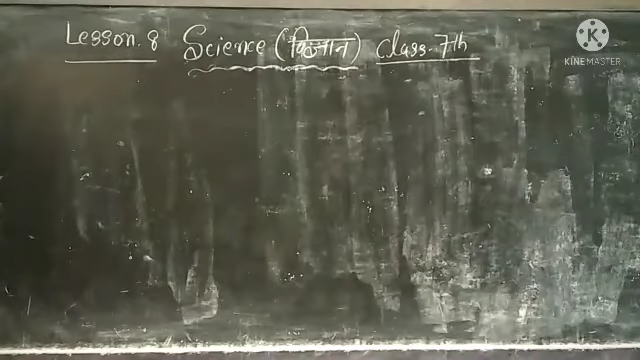 Lesson. 8 Science (विज्ञान) Class-7th
KINEMASTER